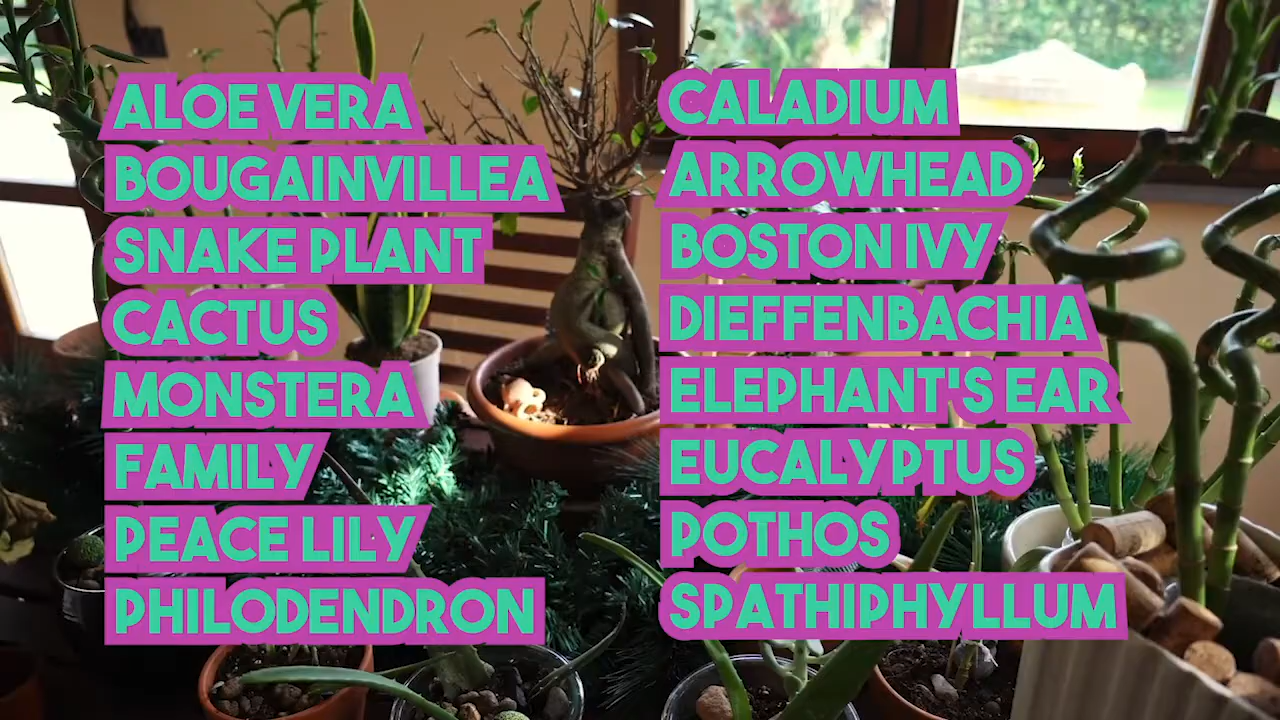 ALOE VERA
BOUGAINVILLEA
SNAKE PLANT
CACTUS
MONSTERA
FAMILY
PEACE LILY
PHILODENDRON
CALADIUM
ARROWHEAD
BOSTON IVY
DIEFFENBACHIA
ELEPHANT'S EAR
EUCALYPTUS
POTHOS
SPATHIPHYLLUM